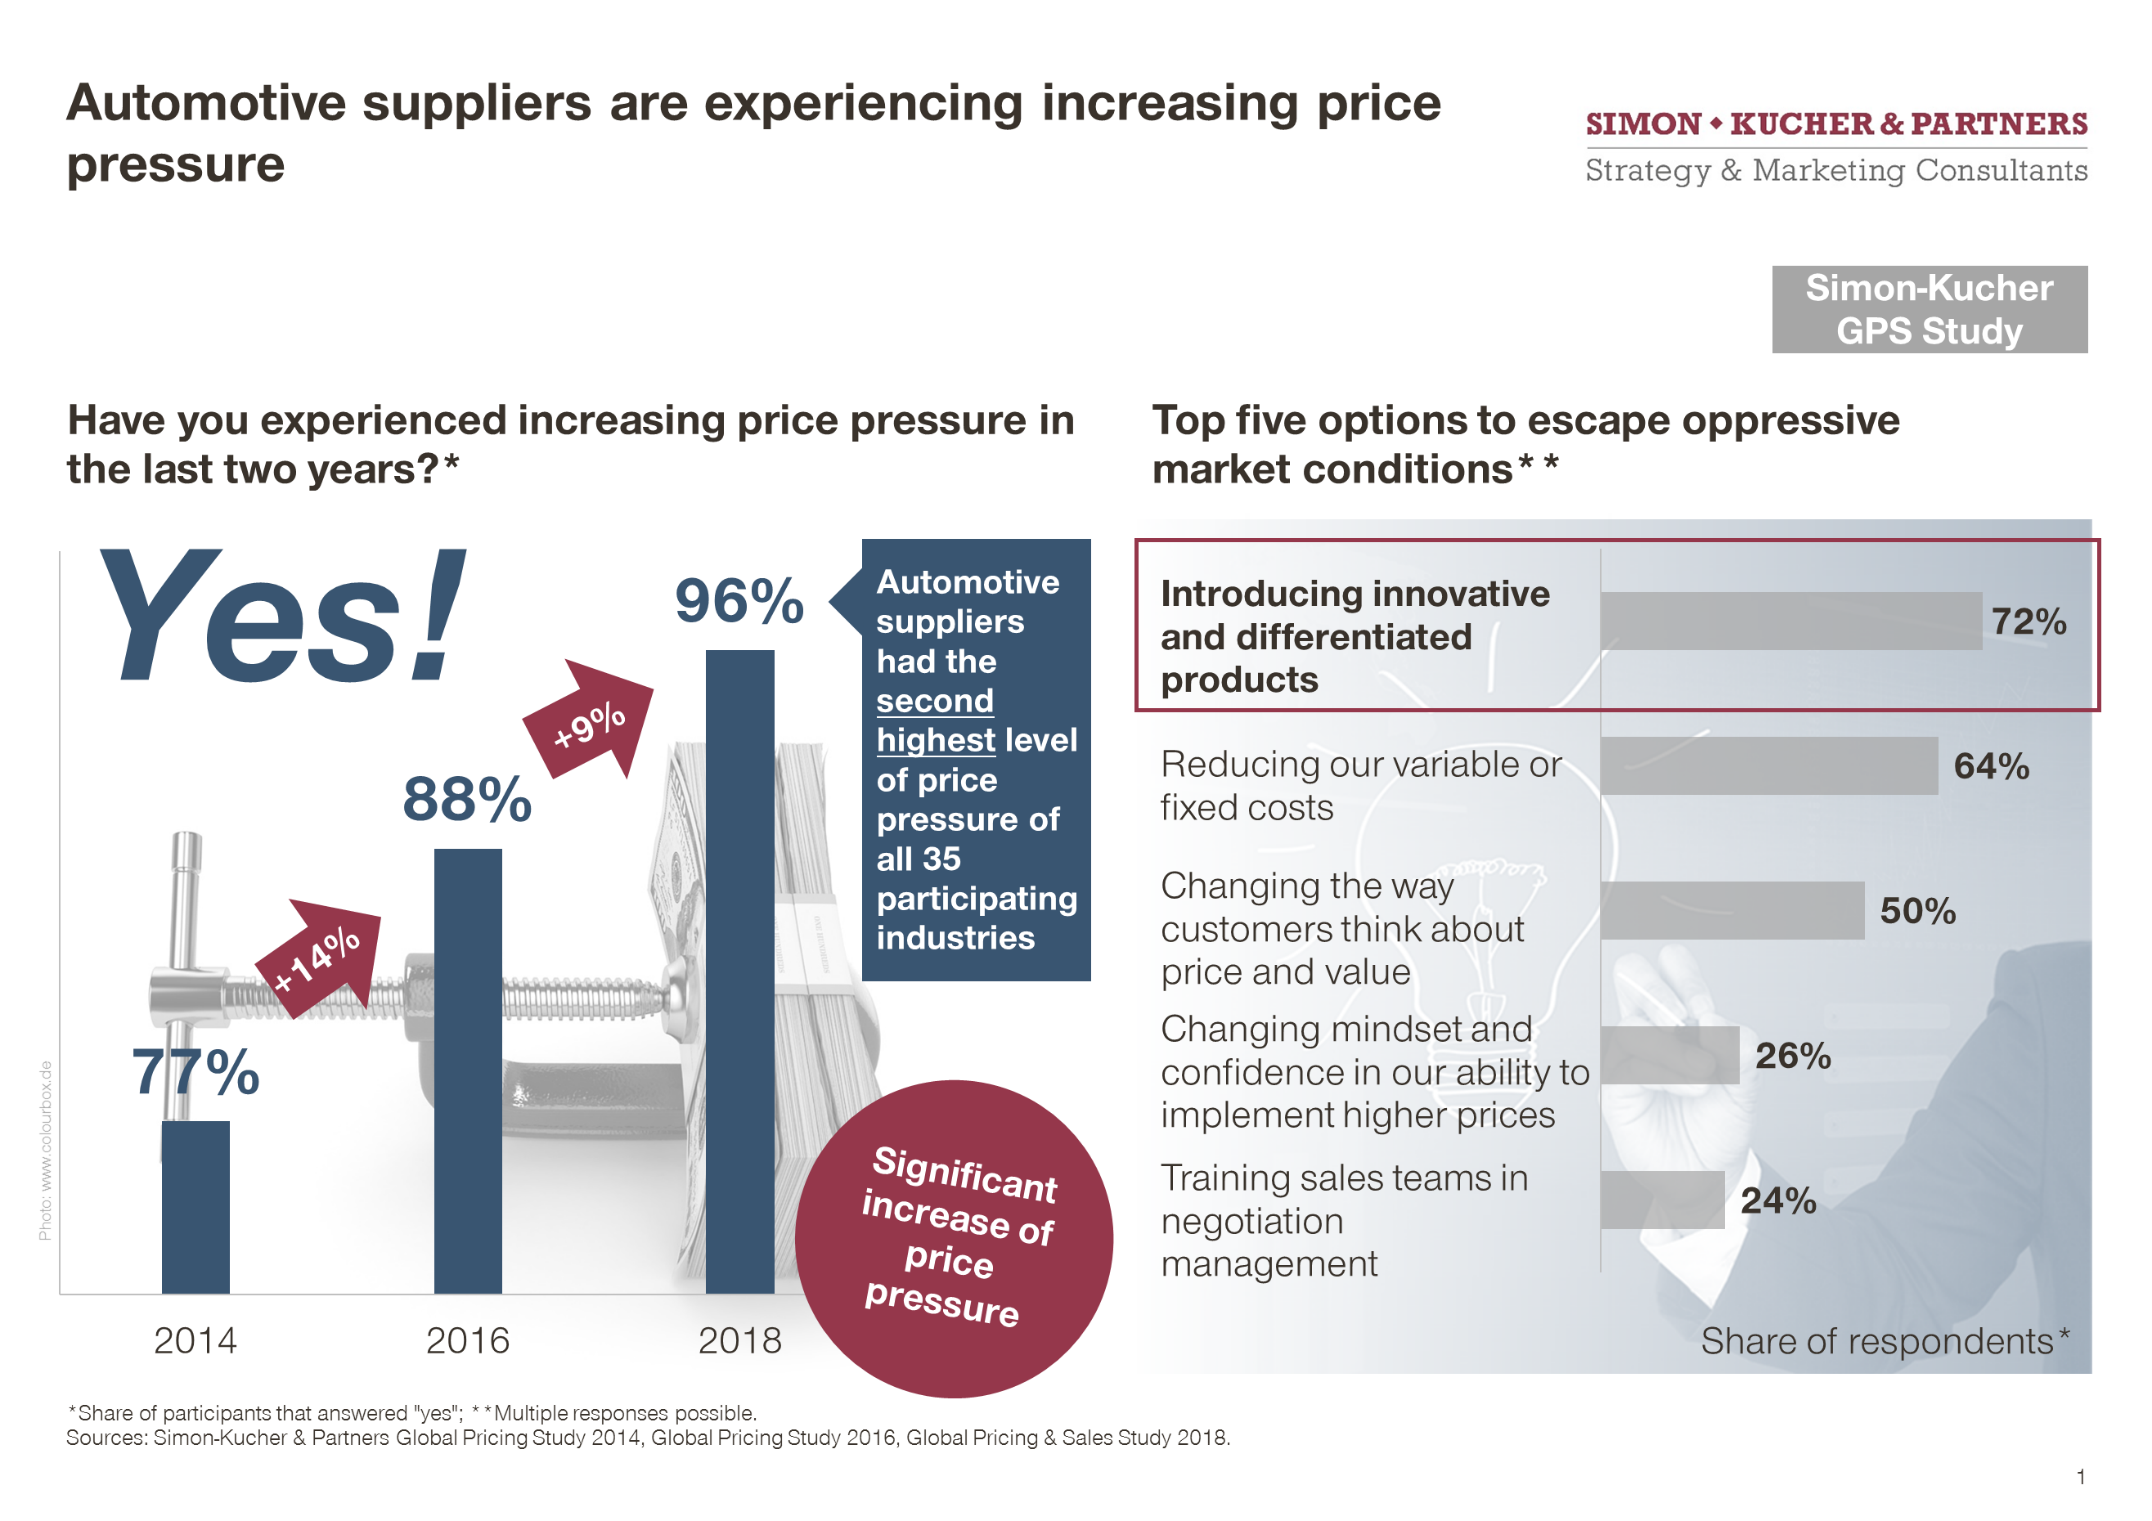 Automotive suppliers are experiencing increasing price
pressure
SIMON ◆ KUCHER & PARTNERS
Strategy & Marketing Consultants
Simon-Kucher
GPS Study
Have you experienced increasing price pressure in
the last two years?*
Yes!
77%
+14%
88%
+9%
96%
Automotive
suppliers
had the
second
highest level
of price
pressure of
all 35
participating
industries
Significant
increase of
price
pressure
2014
2016
2018
Photo: www.colourbox.de
Top five options to escape oppressive
market conditions**
Introducing innovative
and differentiated
products
72%
Reducing our variable or
fixed costs
64%
Changing the way
customers think about
price and value
50%
Changing mindset and
confidence in our ability to
implement higher prices
26%
Training sales teams in
negotiation
management
24%
Share of respondents*
*Share of participants that answered "yes"; **Multiple responses possible.
Sources: Simon-Kucher & Partners Global Pricing Study 2014, Global Pricing Study 2016, Global Pricing & Sales Study 2018.
1